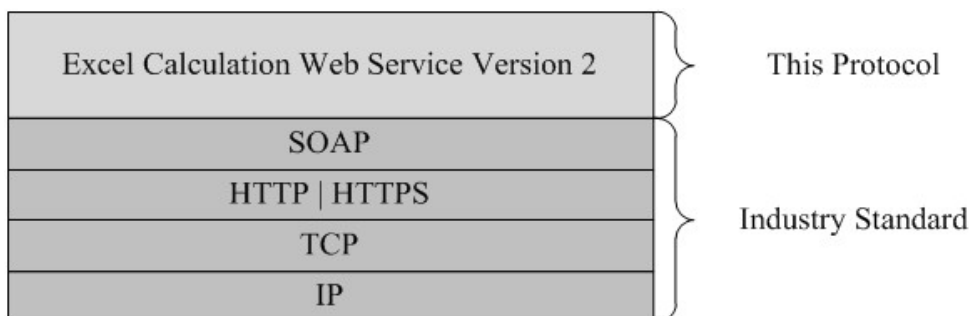 Excel Calculation Web Service Version 2
This Protocol
SOAP
HTTP | HTTPS
TCP
IP
Industry Standard